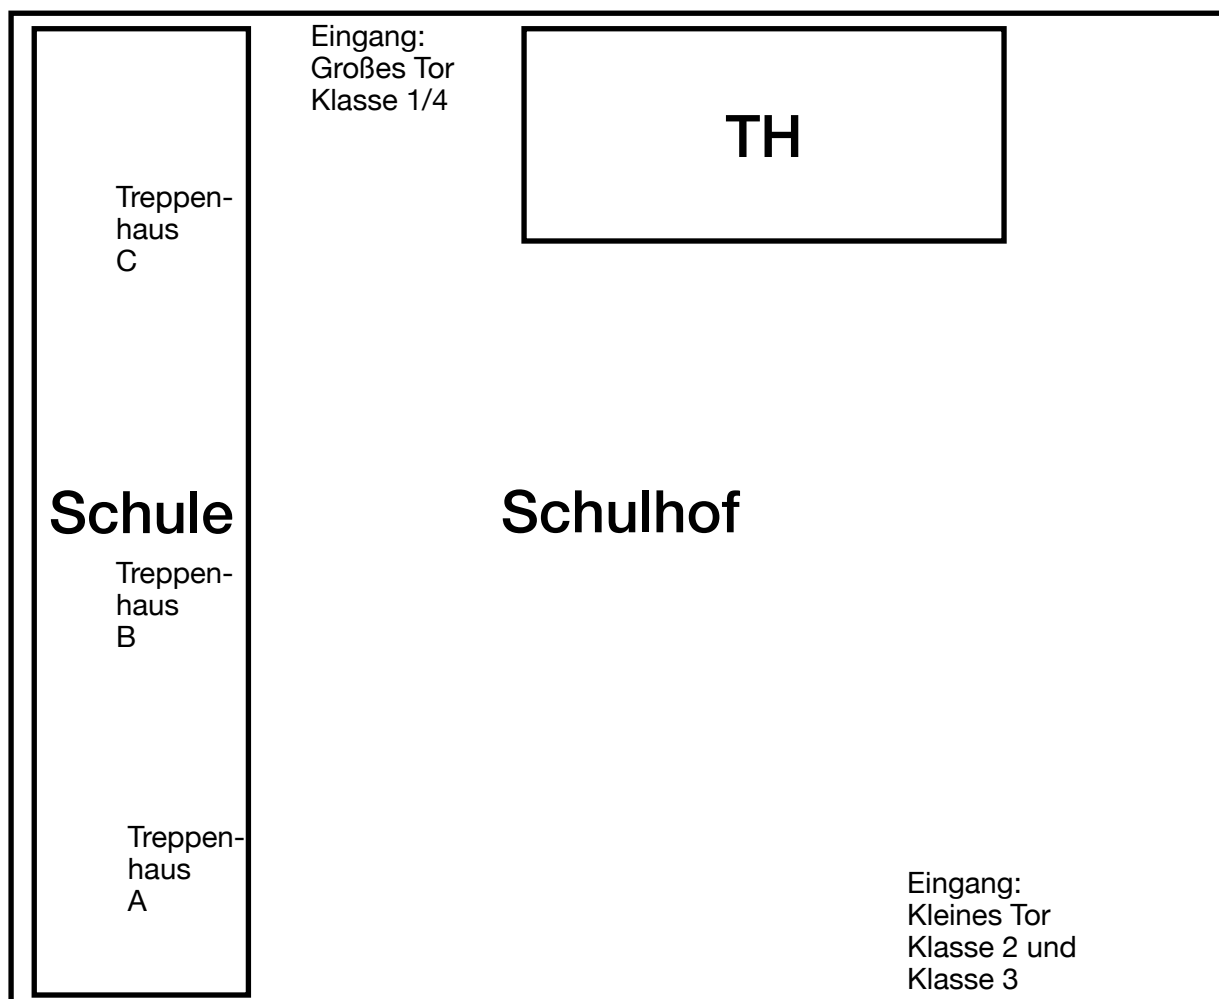 Eingang:
Großes Tor
Klasse 1/4
TH
Treppen-
haus
C
Schule
Schulhof
Treppen-
haus
B
Treppen-
haus
A
Eingang:
Kleines Tor
Klasse 2 und
Klasse 3